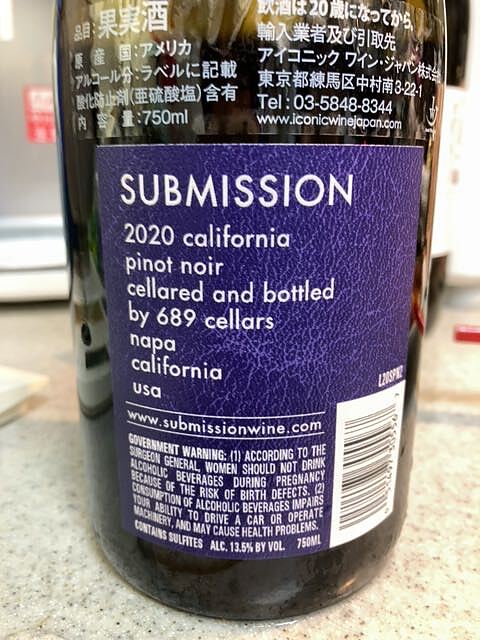 品目:果実酒
原産国:アメリカ
アルコール分:ラベルに記載
酸化防止剤(亜硫酸塩)含有
内容量:750ml
飲酒は20歳になってから。
輸入業者及び引取先
アイコニック ワイン・ジャパン株式会
東京都練馬区中村南3-22-1
Tel : 03-5848-8344
www.iconicwinejapan.com
SUBMISSION
2020 california
pinot noir
cellared and bottled
by 689 cellars
napa
california
usa
L20SPN2
www.submissionwine.com
GOVERNMENT WARNING: (1) ACCORDING TO THE
SURGEON GENERAL, WOMEN SHOULD NOT DRINK
ALCOHOLIC BEVERAGES DURING PREGNANCY
BECAUSE OF THE RISK OF BIRTH DEFECTS. (2)
CONSUMPTION OF ALCOHOLIC BEVERAGES IMPAIRS
YOUR ABILITY TO DRIVE A CAR OR OPERATE
MACHINERY, AND MAY CAUSE HEALTH PROBLEMS.
CONTAINS SULFITES ALC. 13.5% BY VOL. 750ML